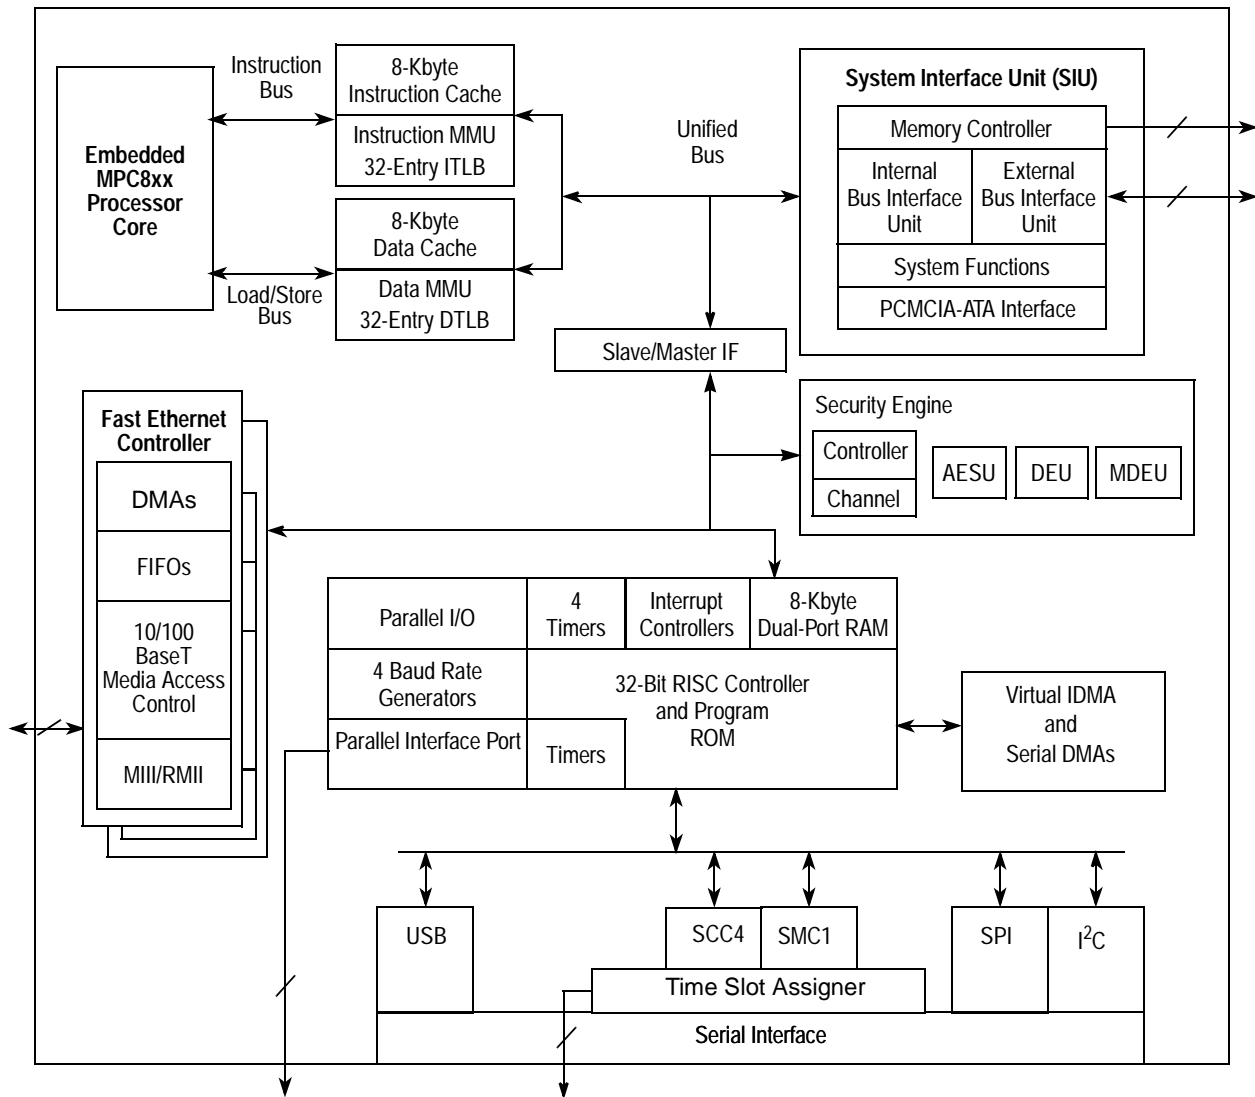 Embedded
MPC8xx
Processor
Core
Instruction
Bus
8-Kbyte
Instruction Cache
Instruction MMU
32-Entry ITLB
8-Kbyte
Data Cache
Data MMU
32-Entry DTLB
Load/Store
Bus
Unified
Bus
System Interface Unit (SIU)
Memory Controller
Internal
Bus Interface
Unit
External
Bus Interface
Unit
System Functions
PCMCIA-ATA Interface
Slave/Master IF
Security Engine
Controller
Channel
AESU
DEU
MDEU
Fast Ethernet
Controller
DMAs
FIFOs
10/100
BaseT
Media Access
Control
MIII/RMII
Parallel I/O
4
Timers
Interrupt
Controllers
8-Kbyte
Dual-Port RAM
4 Baud Rate
Generators
32-Bit RISC Controller
and Program
ROM
Parallel Interface Port
Timers
Virtual IDMA
and
Serial DMAs
USB
SCC4
SMC1
SPI
I²C
Time Slot Assigner
Serial Interface